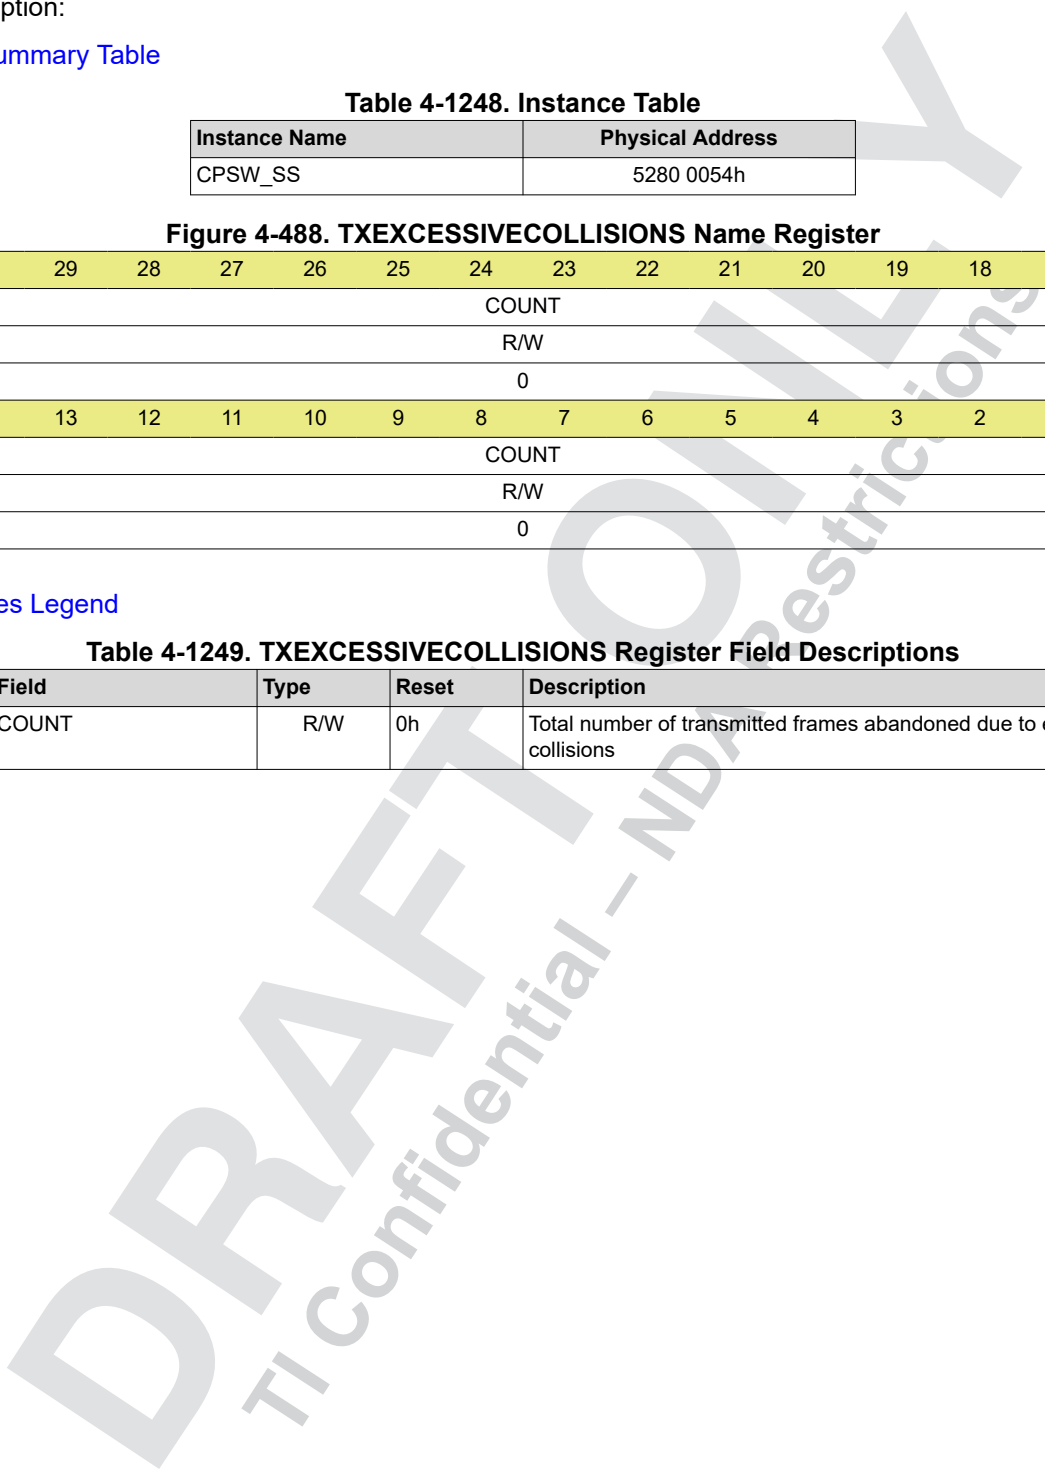 ption:
ummary Table
Table 4-1248. Instance Table
Instance Name Physical Address
CPSW_SS 5280 0054h
Figure 4-488. TXEXCESSIVECOLLISIONS Name Register
29 28 27 26 25 24 23 22 21 20 19 18
COUNT
R/W
0
13 12 11 10 9 8 7 6 5 4 3 2
COUNT
R/W
0
es Legend
Table 4-1249. TXEXCESSIVECOLLISIONS Register Field Descriptions
Field Type Reset Description
COUNT R/W 0h Total number of transmitted frames abandoned due to e
collisions
DRAFT ONLY
TI Confidential – NDA Restrictions